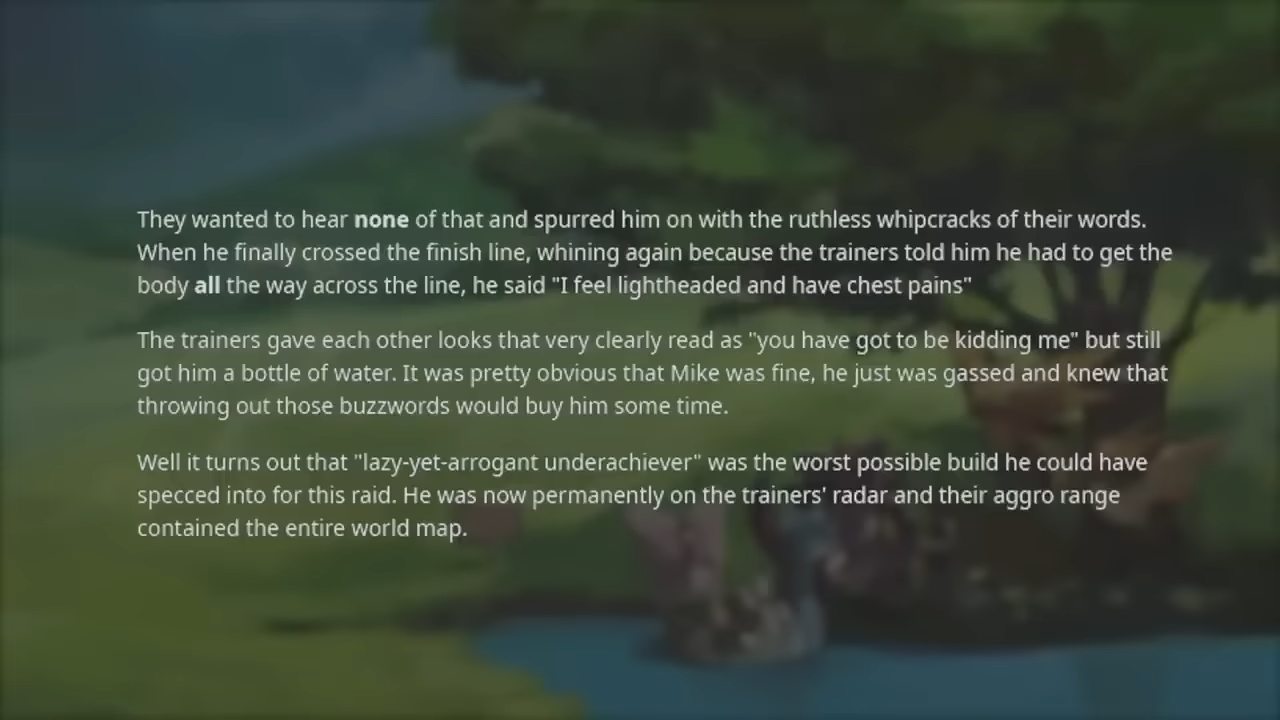 They wanted to hear none of that and spurred him on with the ruthless whipcracks of their words.
When he finally crossed the finish line, whining again because the trainers told him he had to get the
body all the way across the line, he said "I feel lightheaded and have chest pains"
The trainers gave each other looks that very clearly read as "you have got to be kidding me" but still
got him a bottle of water. It was pretty obvious that Mike was fine, he just was gassed and knew that
throwing out those buzzwords would buy him some time.
Well it turns out that "lazy-yet-arrogant underachiever" was the worst possible build he could have
specced into for this raid. He was now permanently on the trainers' radar and their aggro range
contained the entire world map.